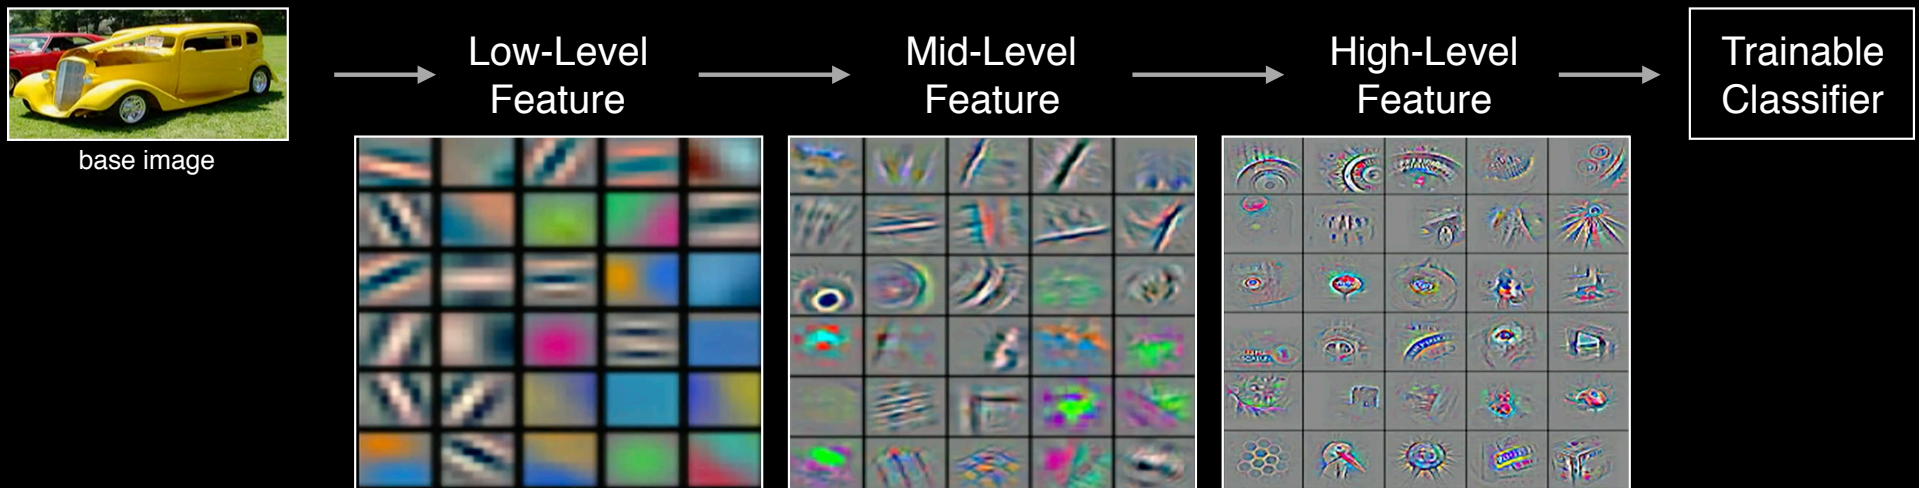 Low-Level
Feature
Mid-Level
Feature
High-Level
Feature
Trainable
Classifier
base image